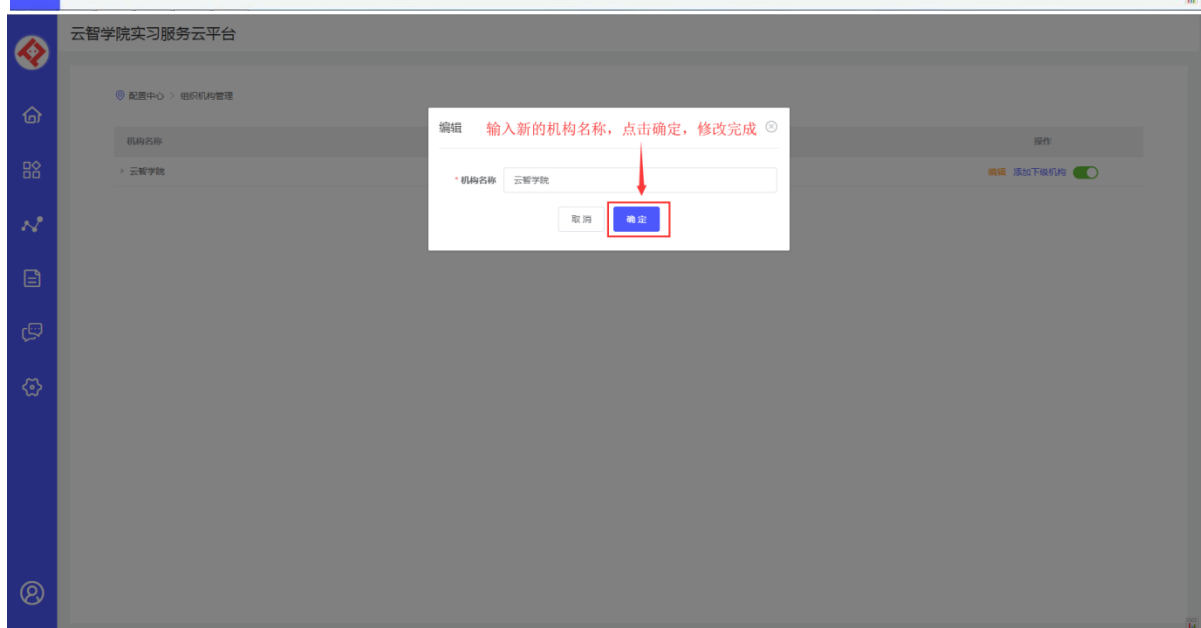 云智学院实习服务云平台
配置中心 > 组织机构管理
编辑 输入新的机构名称，点击确定，修改完成
机构名称 操作
云智学院 编辑 添加下级机构
* 机构名称 云智学院
取消 确定